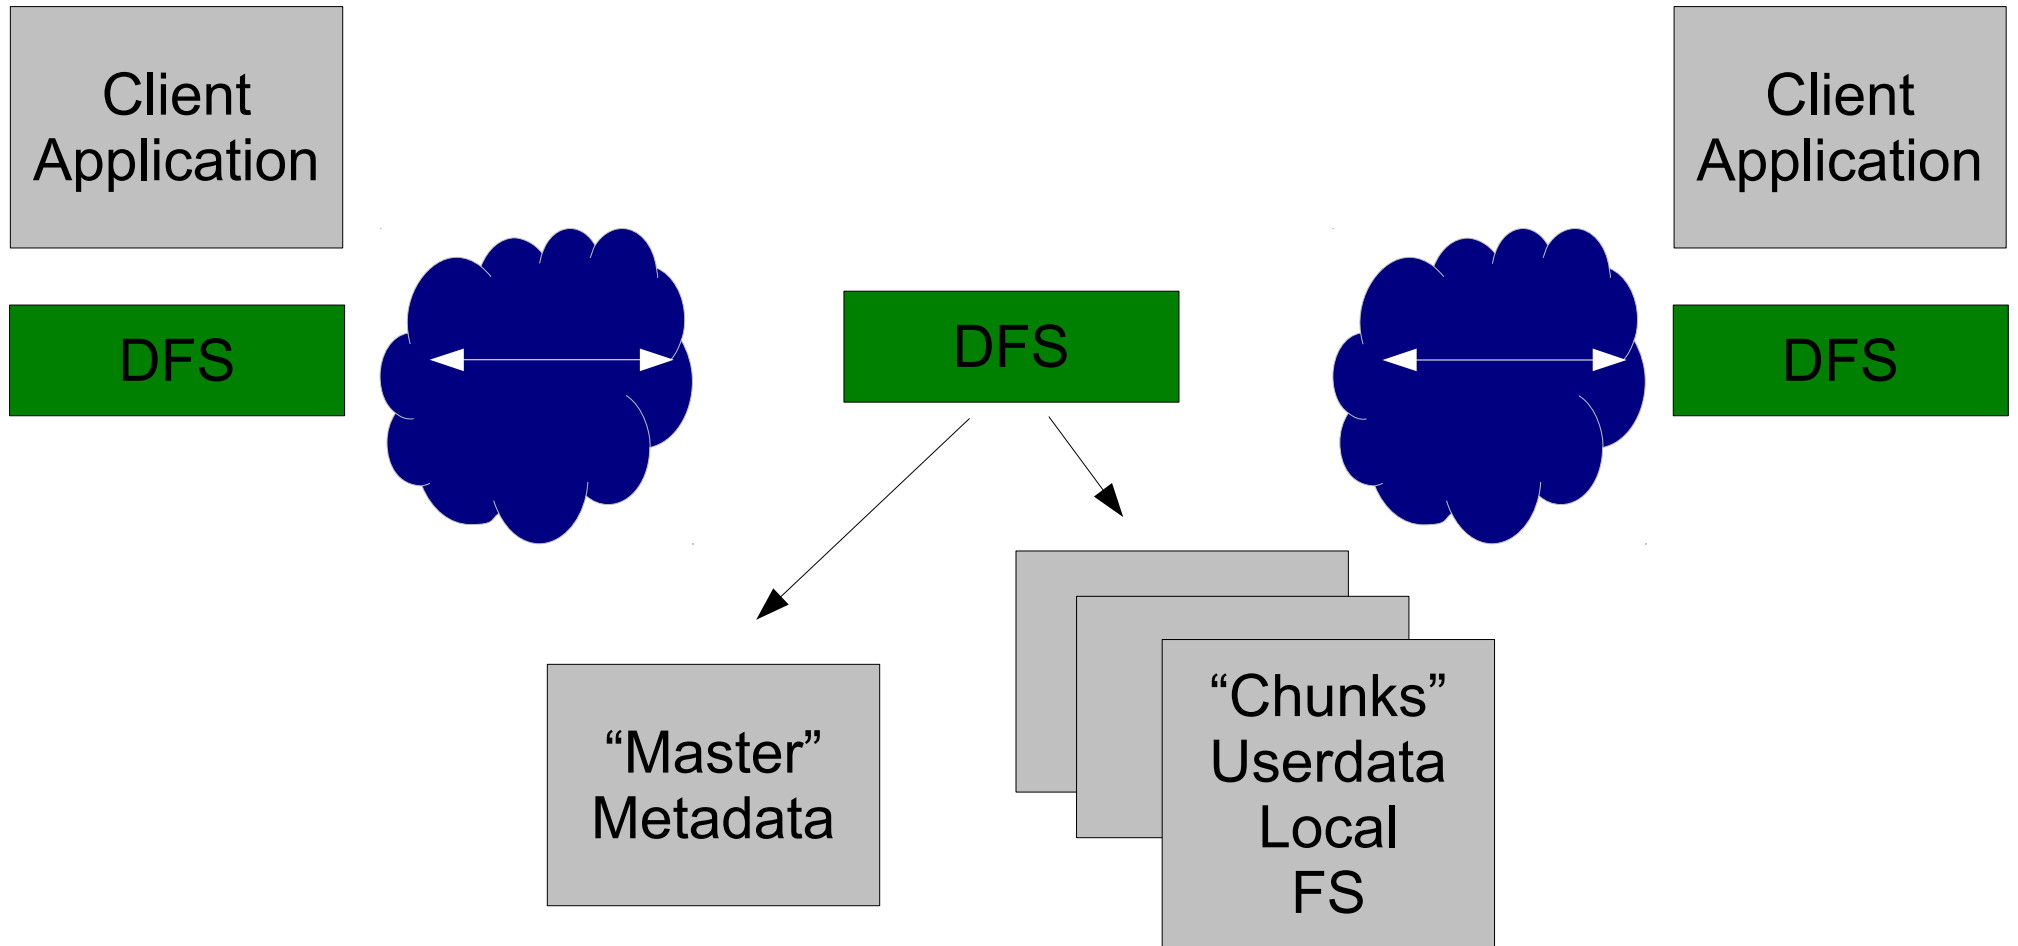 Client
Application
Client
Application
DFS
DFS
DFS
“Master”
Metadata
“Chunks”
Userdata
Local
FS